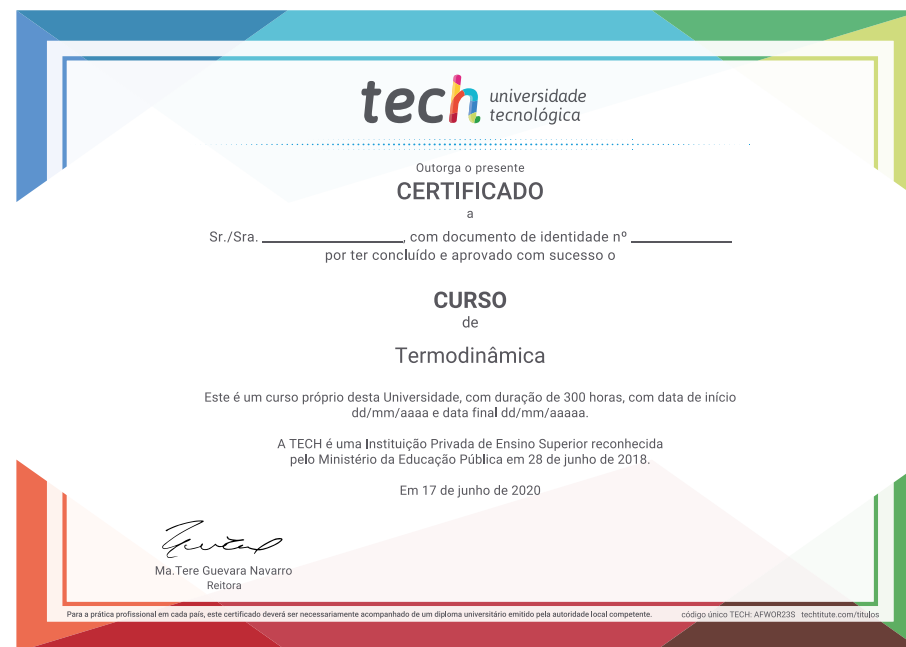 tech universidade
tecnológica
Outorga o presente
CERTIFICADO
a
Sr./Sra. ____________, com documento de identidade nº ____________
por ter concluído e aprovado com sucesso o
CURSO
de
Termodinâmica
Este é um curso próprio desta Universidade, com duração de 300 horas, com data de início
dd/mm/aaaa e data final dd/mm/aaaaa.
A TECH é uma Instituição Privada de Ensino Superior reconhecida
pelo Ministério da Educação Pública em 28 de junho de 2018.
Em 17 de junho de 2020
Ma.Tere Guevara Navarro
Reitora
Para a prática profissional em cada país, este certificado deverá ser necessariamente acompanhado de um diploma universitário emitido pela autoridade local competente. código único TECH: AFWOR23S techtitute.com/titulos